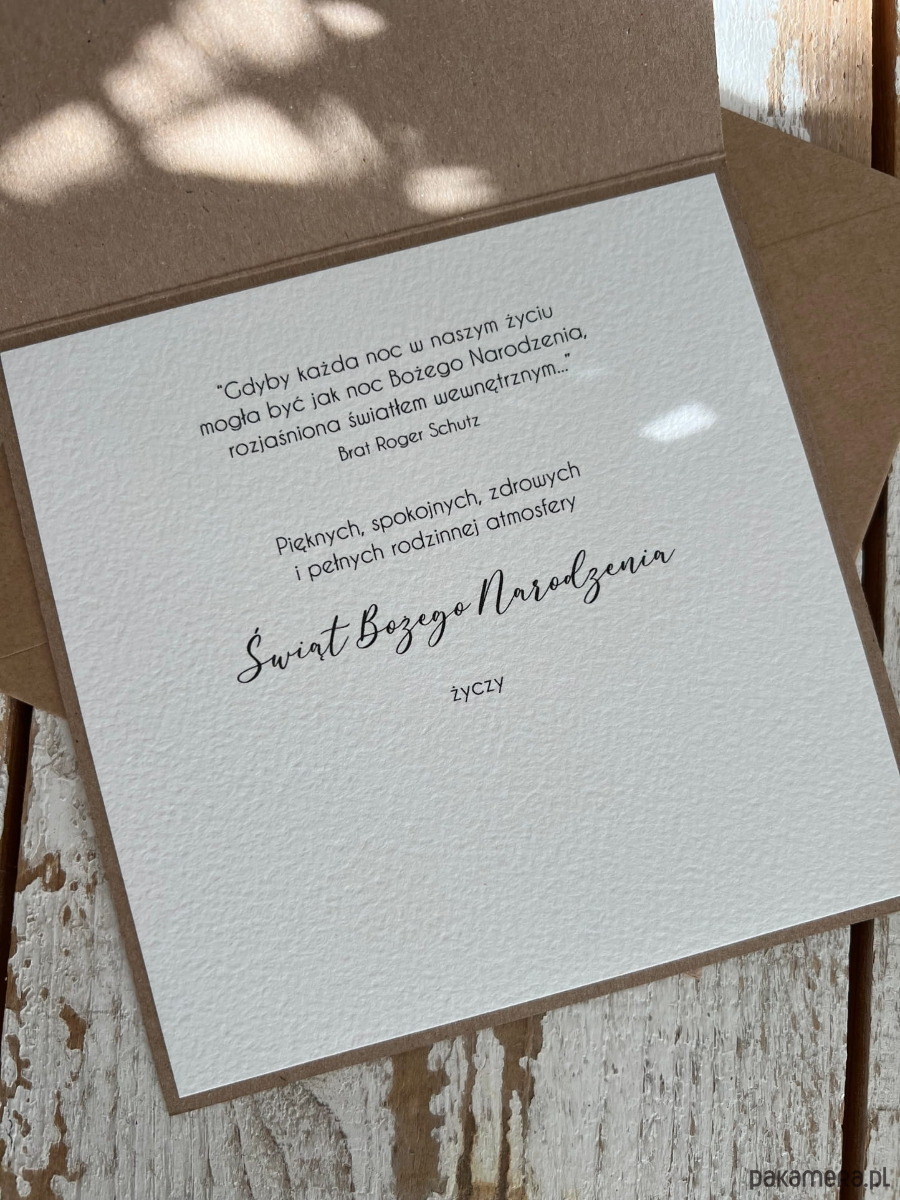 "Gdyby każda noc w naszym życiu
mogła być jak noc Bożego Narodzenia,
rozjaśniona światłem wewnętrznym..."
Brat Roger Schutz
Pięknych, spokojnych, zdrowych
i pełnych rodzinnej atmosfery
Świąt Bożego Narodzenia
życzy
pakamera.pl